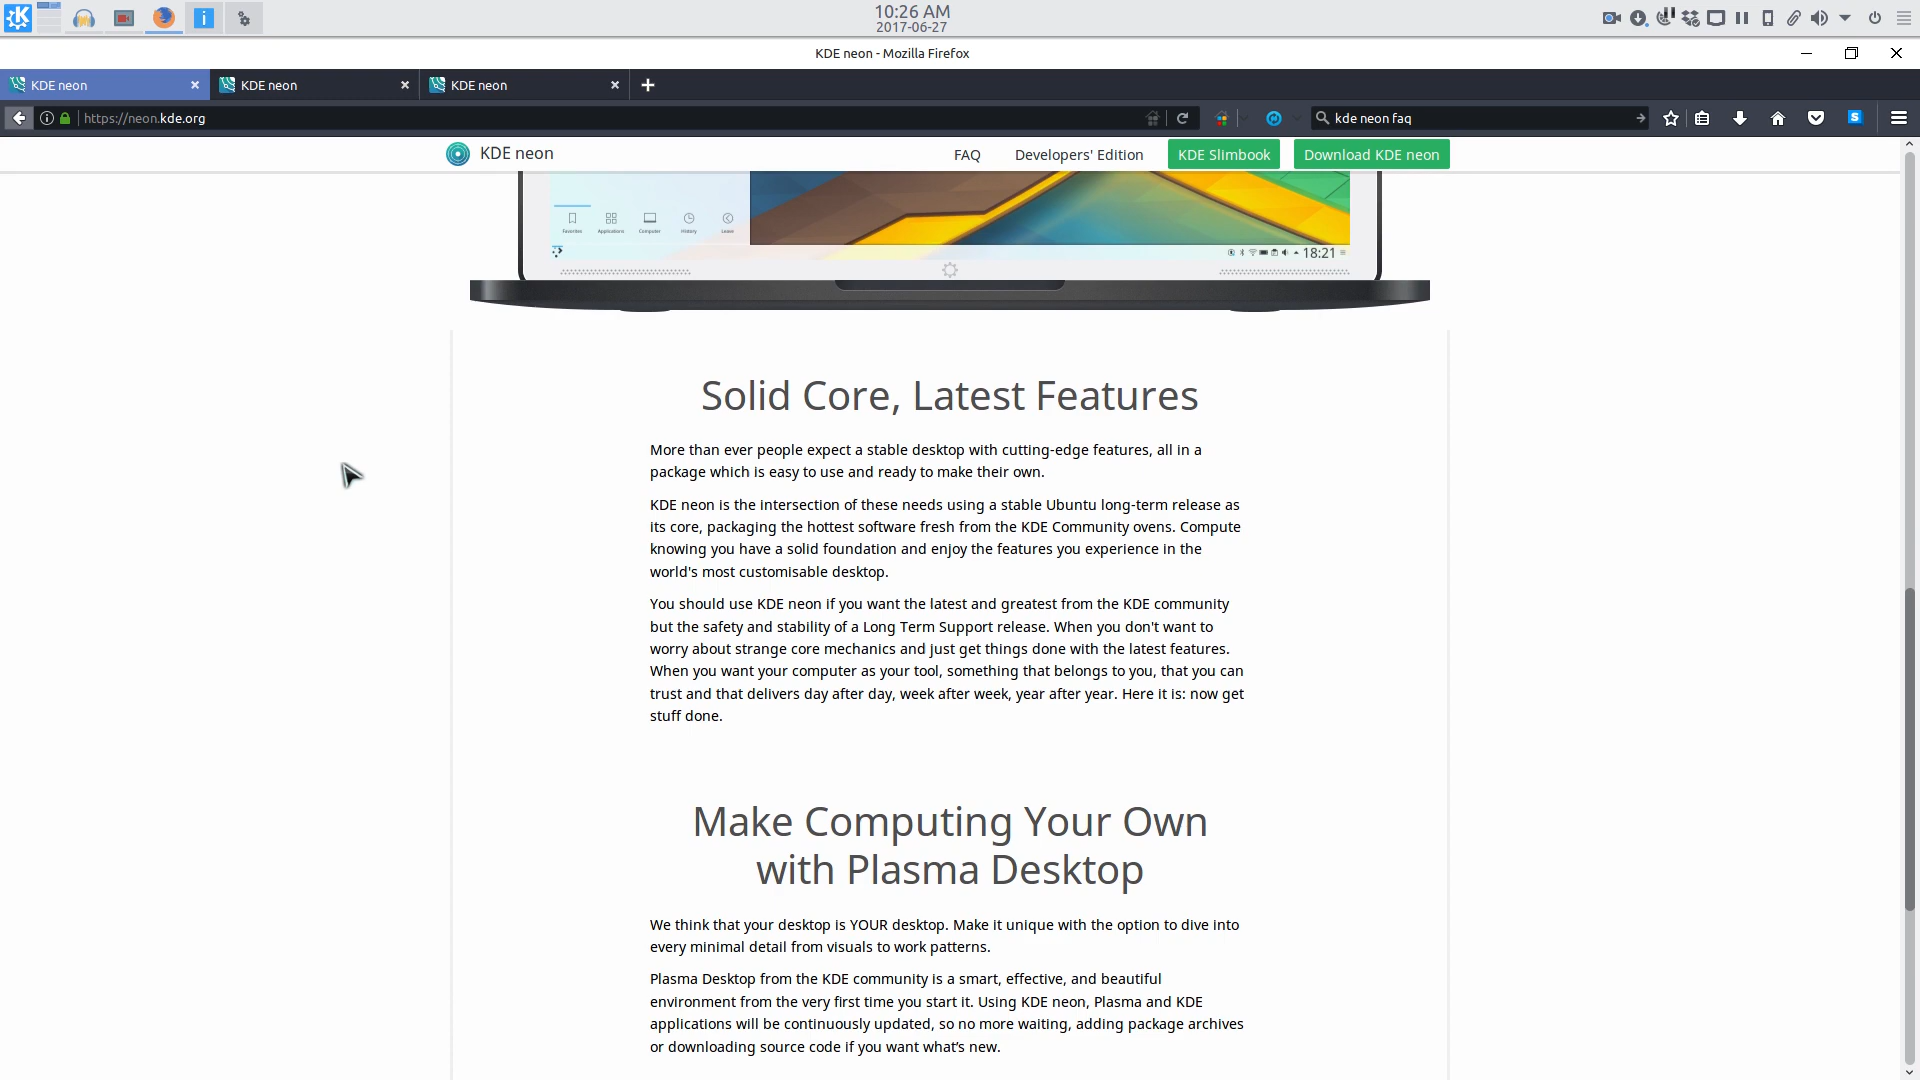 10:26 AM
2017-06-27
KDE neon - Mozilla Firefox
KDE neon
KDE neon
KDE neon
https://neon.kde.org
kde neon faq
KDE neon
FAQ
Developers' Edition
KDE Slimbook
Download KDE neon
Favorites
Applications
Computer
History
Leave
18:21
Solid Core, Latest Features
More than ever people expect a stable desktop with cutting-edge features, all in a
package which is easy to use and ready to make their own.
KDE neon is the intersection of these needs using a stable Ubuntu long-term release as
its core, packaging the hottest software fresh from the KDE Community ovens. Compute
knowing you have a solid foundation and enjoy the features you experience in the
world's most customisable desktop.
You should use KDE neon if you want the latest and greatest from the KDE community
but the safety and stability of a Long Term Support release. When you don't want to
worry about strange core mechanics and just get things done with the latest features.
When you want your computer as your tool, something that belongs to you, that you can
trust and that delivers day after day, week after week, year after year. Here it is: now get
stuff done.
Make Computing Your Own
with Plasma Desktop
We think that your desktop is YOUR desktop. Make it unique with the option to dive into
every minimal detail from visuals to work patterns.
Plasma Desktop from the KDE community is a smart, effective, and beautiful
environment from the very first time you start it. Using KDE neon, Plasma and KDE
applications will be continuously updated, so no more waiting, adding package archives
or downloading source code if you want what’s new.